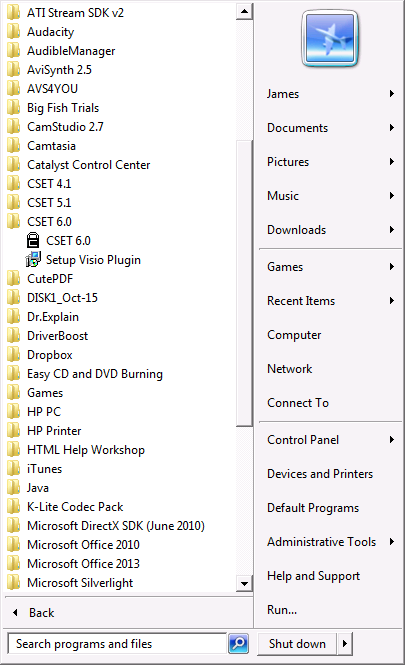 ATI Stream SDK v2
Audacity
AudibleManager
AviSynth 2.5
AVS4YOU
Big Fish Trials
CamStudio 2.7
Camtasia
Catalyst Control Center
CSET 4.1
CSET 5.1
CSET 6.0
CSET 6.0
Setup Visio Plugin
CutePDF
DISK1_Oct-15
Dr.Explain
DriverBoost
Dropbox
Easy CD and DVD Burning
Games
HP PC
HP Printer
HTML Help Workshop
iTunes
Java
K-Lite Codec Pack
Microsoft DirectX SDK (June 2010)
Microsoft Office 2010
Microsoft Office 2013
Microsoft Silverlight
Back
Search programs and files
James
Documents
Pictures
Music
Downloads
Games
Recent Items
Computer
Network
Connect To
Control Panel
Devices and Printers
Default Programs
Administrative Tools
Help and Support
Run...
Shut down